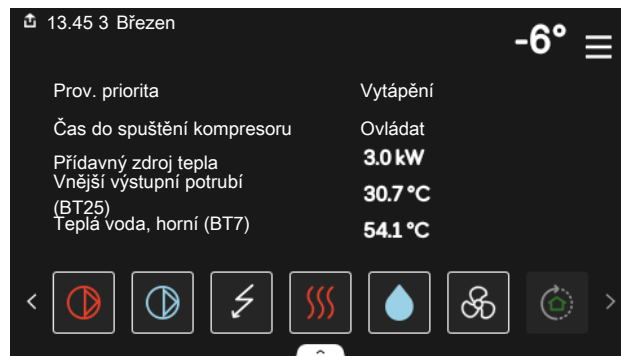 13.45 3 Březen
-6°
Prov. priorita Vytápění
Čas do spuštění kompresoru Ovládat
Přídavný zdroj tepla 3.0 kW
Vnější výstupní potrubí
(BT25) 30.7 °C
Teplá voda, horní (BT7) 54.1 °C